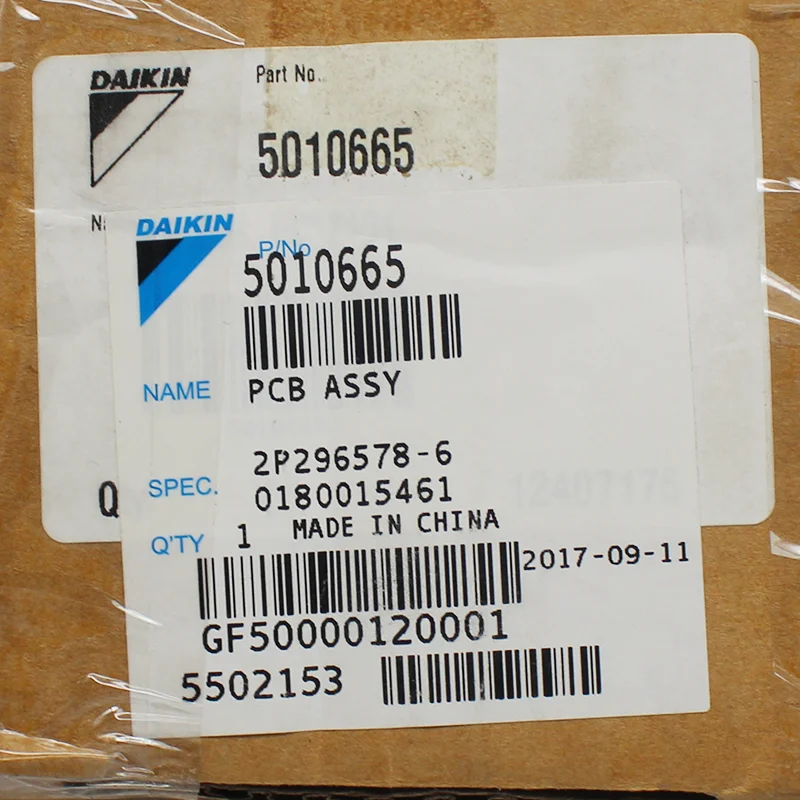 DAIKIN
Part No.
5010665
DAIKIN
P/No
5010665
NAME PCB ASSY
2P296578-6
SPEC. 0180015461
Q'TY 1 MADE IN CHINA
2017-09-11
GF50000120001
5502153